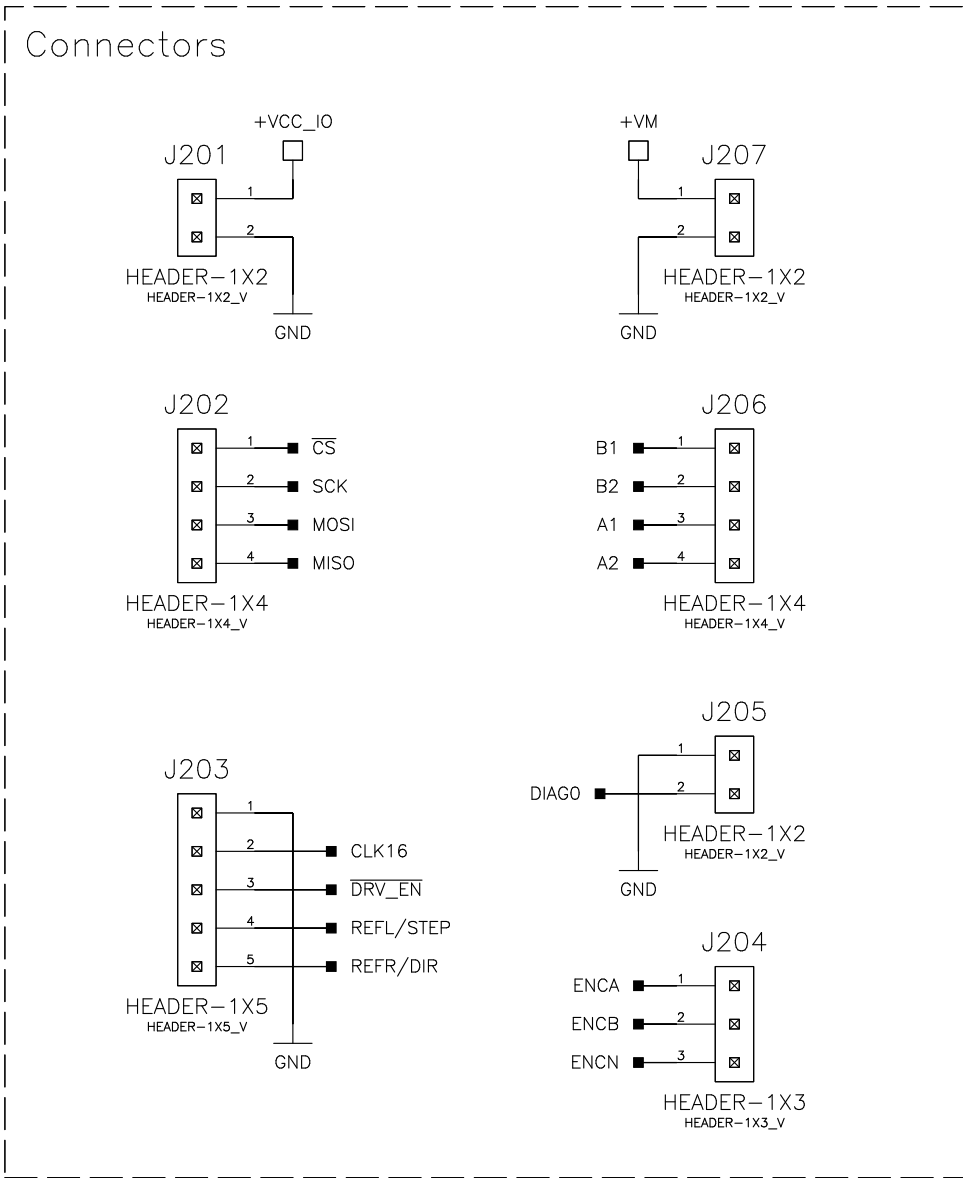 Connectors
+VCC_IO
J201
1
2
HEADER-1X2
HEADER-1X2_V
GND
+VM
J207
1
2
HEADER-1X2
HEADER-1X2_V
GND
J202
1 C̅S̅
2 SCK
3 MOSI
4 MISO
HEADER-1X4
HEADER-1X4_V
J206
B1 1
B2 2
A1 3
A2 4
HEADER-1X4
HEADER-1X4_V
J203
1
2 CLK16
3 D̅R̅V̅_̅E̅N̅
4 REFL/STEP
5 REFR/DIR
HEADER-1X5
HEADER-1X5_V
GND
J205
1
DIAG0 2
HEADER-1X2
HEADER-1X2_V
GND
J204
ENCA 1
ENCB 2
ENCN 3
HEADER-1X3
HEADER-1X3_V